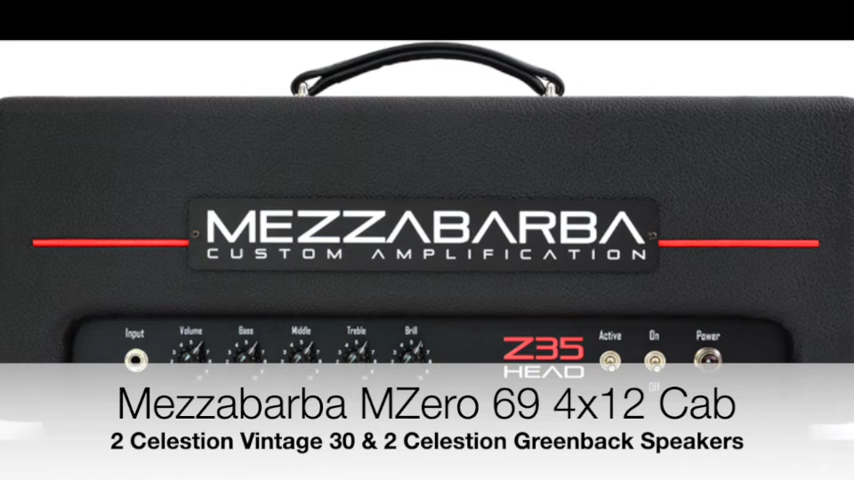 MEZZABARBA
CUSTOM AMPLIFICATION
Input Volume Bass Middle Treble Brill Z35 Active On Power
HEAD Off
Mezzabarba MZero 69 4x12 Cab
2 Celestion Vintage 30 & 2 Celestion Greenback Speakers